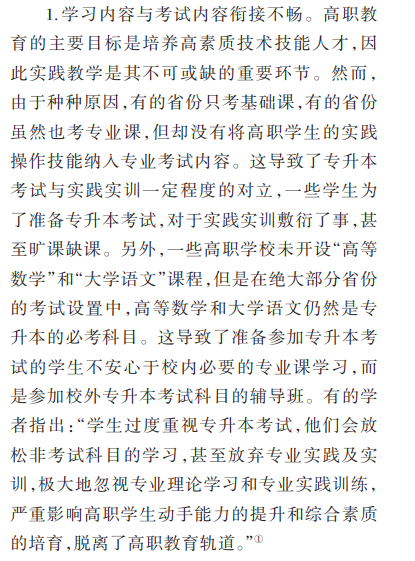 1.学习内容与考试内容衔接不畅。高职教
育的主要目标是培养高素质技术技能人才,因
此实践教学是其不可或缺的重要环节。然而,
由于种种原因,有的省份只考基础课,有的省份
虽然也考专业课,但却没有将高职学生的实践
操作技能纳入专业考试内容。这导致了专升本
考试与实践实训一定程度的对立,一些学生为
了准备专升本考试,对于实践实训敷衍了事,甚
至旷课缺课。另外,一些高职学校未开设“高等
数学”和“大学语文”课程,但是在绝大部分省份
的考试设置中,高等数学和大学语文仍然是专
升本的必考科目。这导致了准备参加专升本考
试的学生不安心于校内必要的专业课学习,而
是参加校外专升本考试科目的辅导班。有的学
者指出:“学生过度重视专升本考试,他们会放
松非考试科目的学习,甚至放弃专业实践及实
训,极大地忽视专业理论学习和专业实践训练,
严重影响高职学生动手能力的提升和综合素质
的培育,脱离了高职教育轨道。”①